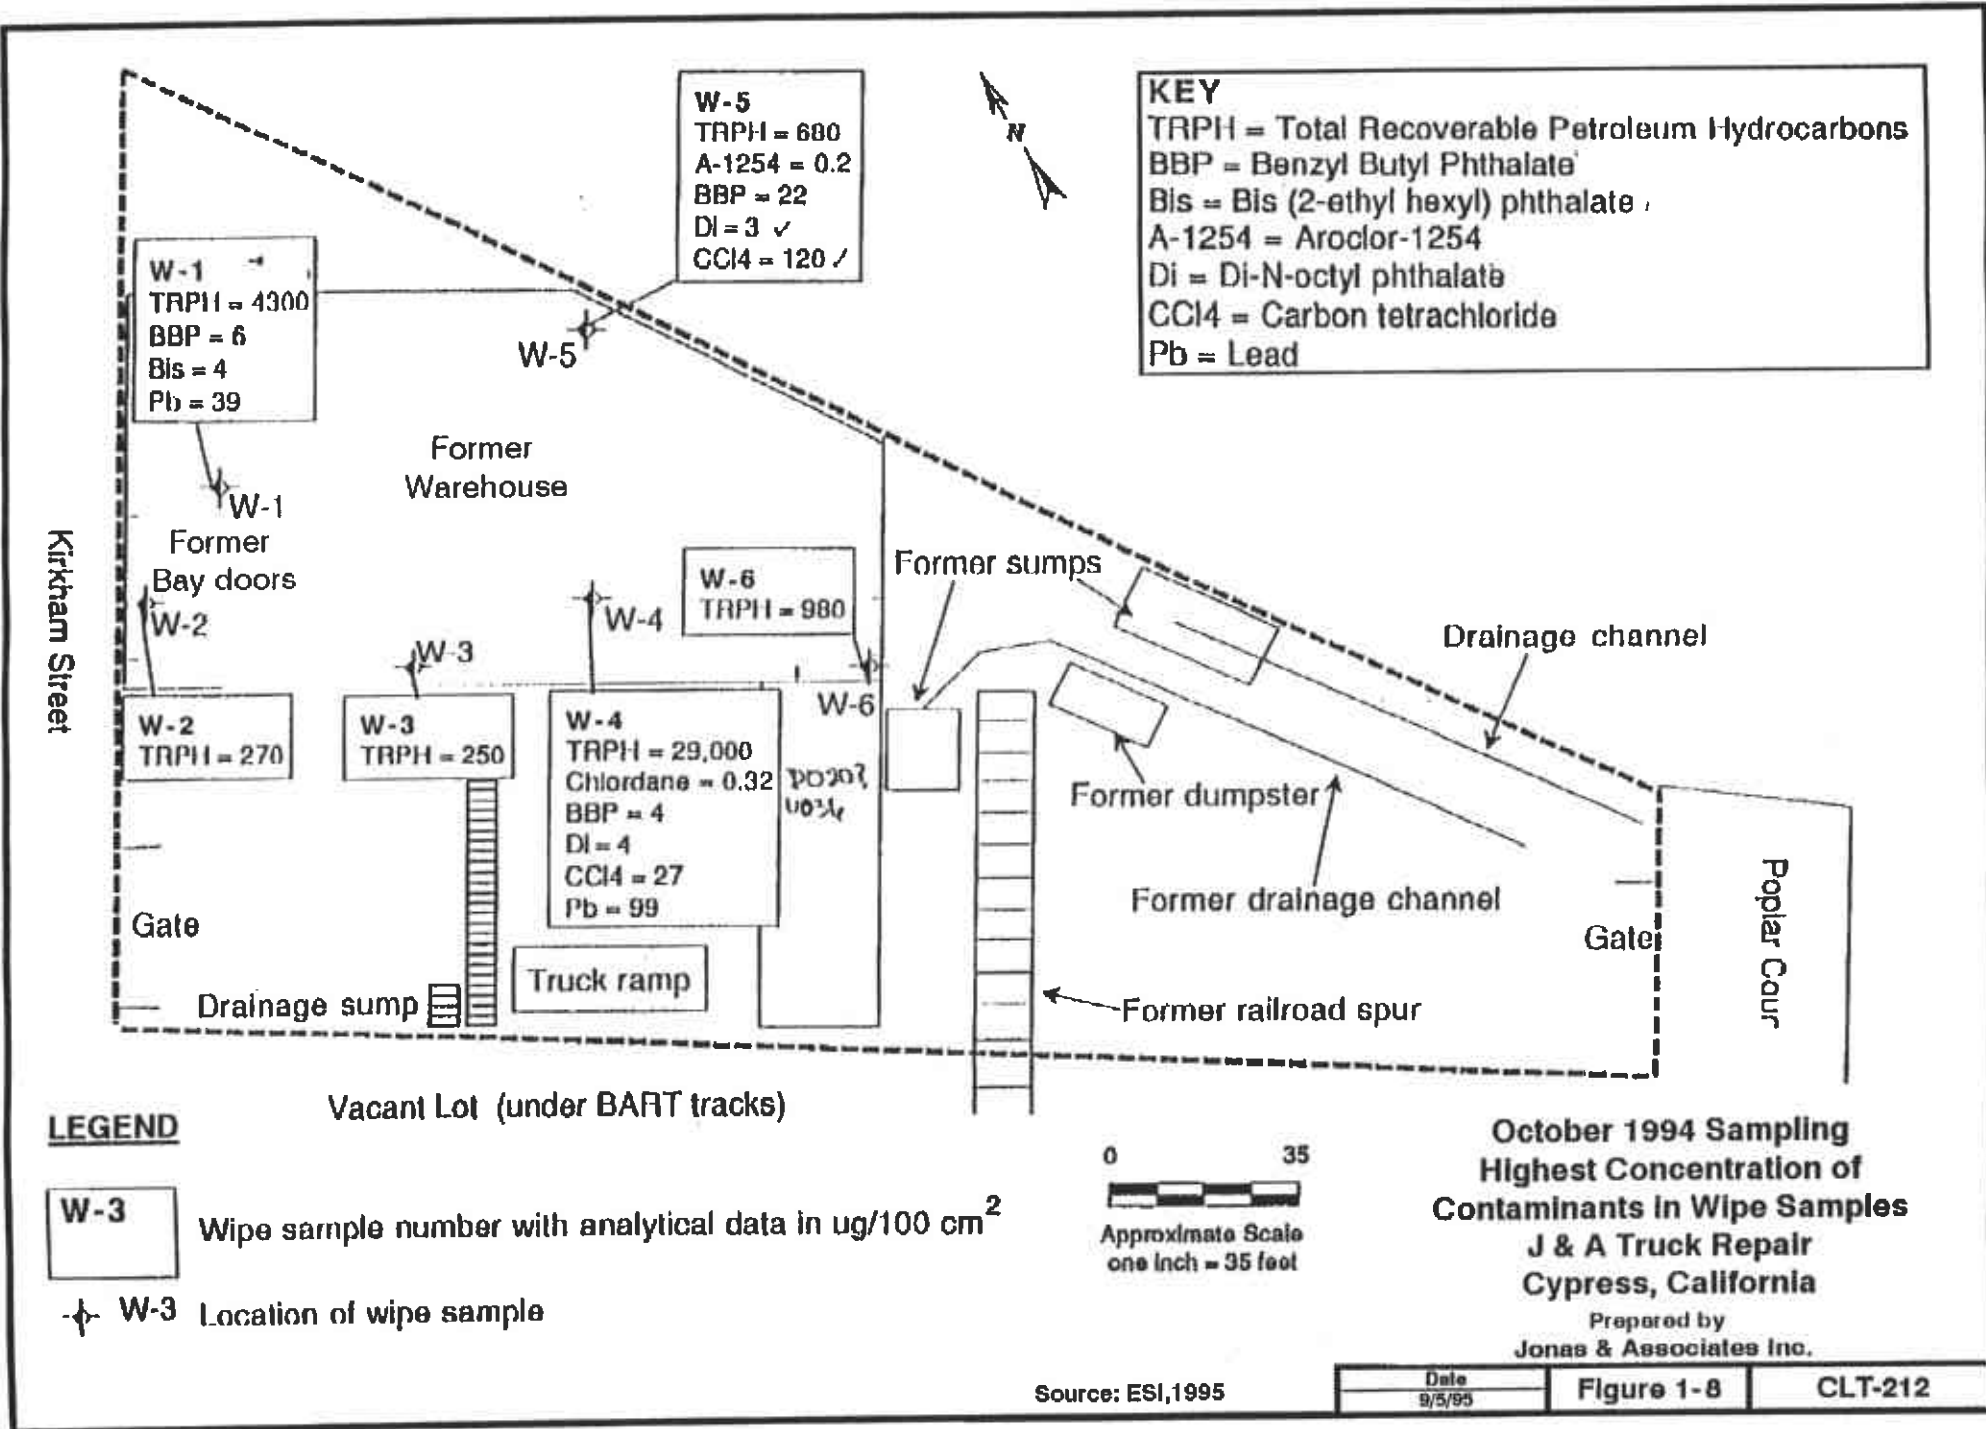 W-5
TRPH = 680
A-1254 = 0.2
BBP = 22
DI = 3 ✓
CCl4 = 120 ✓
N
KEY
TRPH = Total Recoverable Petroleum Hydrocarbons
BBP = Benzyl Butyl Phthalate
Bis = Bis (2-ethyl hexyl) phthalate
A-1254 = Aroclor-1254
Di = Di-N-octyl phthalate
CCl4 = Carbon tetrachloride
Pb = Lead
W-1
TRPH = 4300
BBP = 6
Bis = 4
Pb = 39
W-5
Former
Warehouse
W-1
Former
Bay doors
W-2
Kirkham Street
W-3
W-4
W-6
TRPH = 980
W-6
Former sumps
Drainage channel
W-2
TRPH = 270
W-3
TRPH = 250
W-4
TRPH = 29,000
Chlordane = 0.32
BBP = 4
DI = 4
CCl4 = 27
Pb = 99
Former dumpster
Former drainage channel
Gate
Gate
Poplar Cour
Truck ramp
Drainage sump
Former railroad spur
Vacant Lot (under BART tracks)
LEGEND
W-3
Wipe sample number with analytical data in ug/100 cm2
W-3 Location of wipe sample
0 35
Approximate Scale
one inch = 35 feet
October 1994 Sampling
Highest Concentration of
Contaminants in Wipe Samples
J & A Truck Repair
Cypress, California
Prepared by
Jonas & Associates Inc.
Source: ESI,1995
Date
9/5/95
Figure 1-8
CLT-212